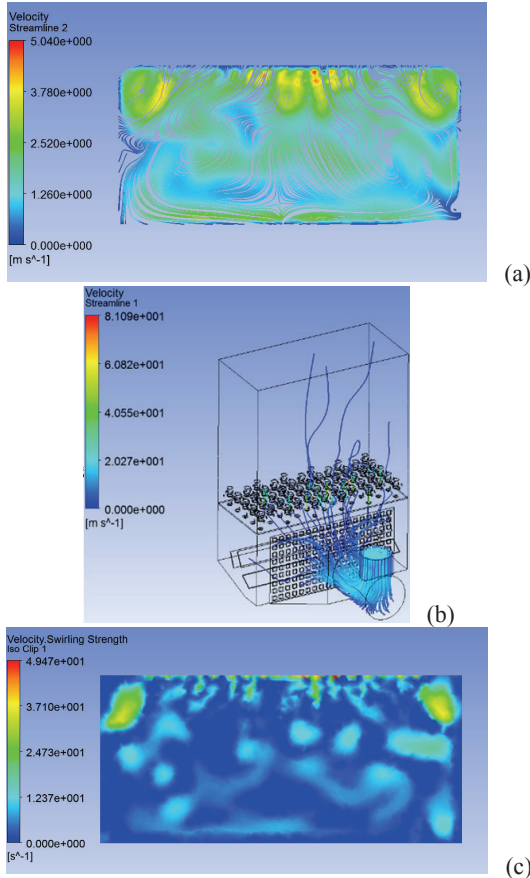 Velocity
Streamline 2
5.040e+000
3.780e+000
2.520e+000
1.260e+000
0.000e+000
[m s^-1]
(a)
Velocity
Streamline 1
8.109e+001
6.082e+001
4.055e+001
2.027e+001
0.000e+000
[m s^-1]
(b)
Velocity.Swirling Strength
Iso Clip 1
4.947e+001
3.710e+001
2.473e+001
1.237e+001
0.000e+000
[s^-1]
(c)